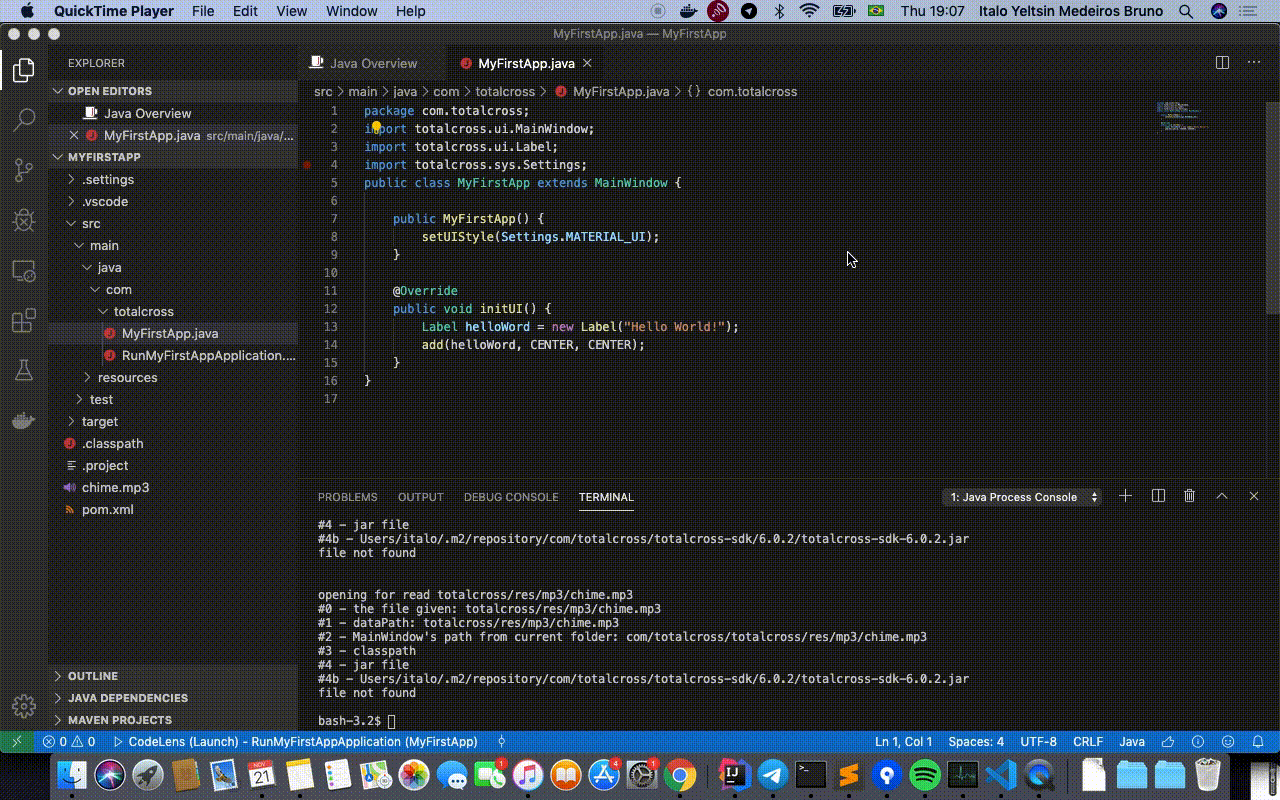 QuickTime Player File Edit View Window Help Thu 19:07 Italo Yeltsin Medeiros Bruno
MyFirstApp.java — MyFirstApp
EXPLORER
OPEN EDITORS
Java Overview
MyFirstApp.java src/main/java/...
MYFIRSTAPP
.settings
.vscode
src
main
java
com
totalcross
MyFirstApp.java
RunMyFirstAppApplication....
resources
test
target
.classpath
.project
chime.mp3
pom.xml
OUTLINE
JAVA DEPENDENCIES
MAVEN PROJECTS
Java Overview MyFirstApp.java
src > main > java > com > totalcross > MyFirstApp.java > {} com.totalcross
1 package com.totalcross;
2 import totalcross.ui.MainWindow;
3 import totalcross.ui.Label;
4 import totalcross.sys.Settings;
5 public class MyFirstApp extends MainWindow {
6
7 public MyFirstApp() {
8 setUIStyle(Settings.MATERIAL_UI);
9 }
10
11 @Override
12 public void initUI() {
13 Label helloWord = new Label("Hello World!");
14 add(helloWord, CENTER, CENTER);
15 }
16 }
17
PROBLEMS OUTPUT DEBUG CONSOLE TERMINAL 1: Java Process Console
#4 - jar file
#4b - Users/italo/.m2/repository/com/totalcross/totalcross-sdk/6.0.2/totalcross-sdk-6.0.2.jar
file not found
opening for read totalcross/res/mp3/chime.mp3
#0 - the file given: totalcross/res/mp3/chime.mp3
#1 - dataPath: totalcross/res/mp3/chime.mp3
#2 - MainWindow's path from current folder: com/totalcross/totalcross/res/mp3/chime.mp3
#3 - classpath
#4 - jar file
#4b - Users/italo/.m2/repository/com/totalcross/totalcross-sdk/6.0.2/totalcross-sdk-6.0.2.jar
file not found
bash-3.2$
0 0 CodeLens (Launch) - RunMyFirstAppApplication (MyFirstApp) Ln 1, Col 1 Spaces: 4 UTF-8 CRLF Java
NOV 21 1 1 4 1 IJ >_